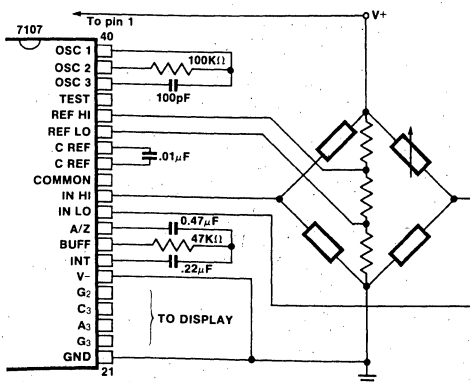 To pin 1
V+
7107
40
OSC 1
100KΩ
OSC 2
OSC 3
100pF
TEST
REF HI
REF LO
C REF
.01µF
C REF
COMMON
IN HI
IN LO
0.47µF
A/Z
47KΩ
BUFF
INT
.22µF
V−
G₂
C₃
TO DISPLAY
A₃
G₃
GND
21